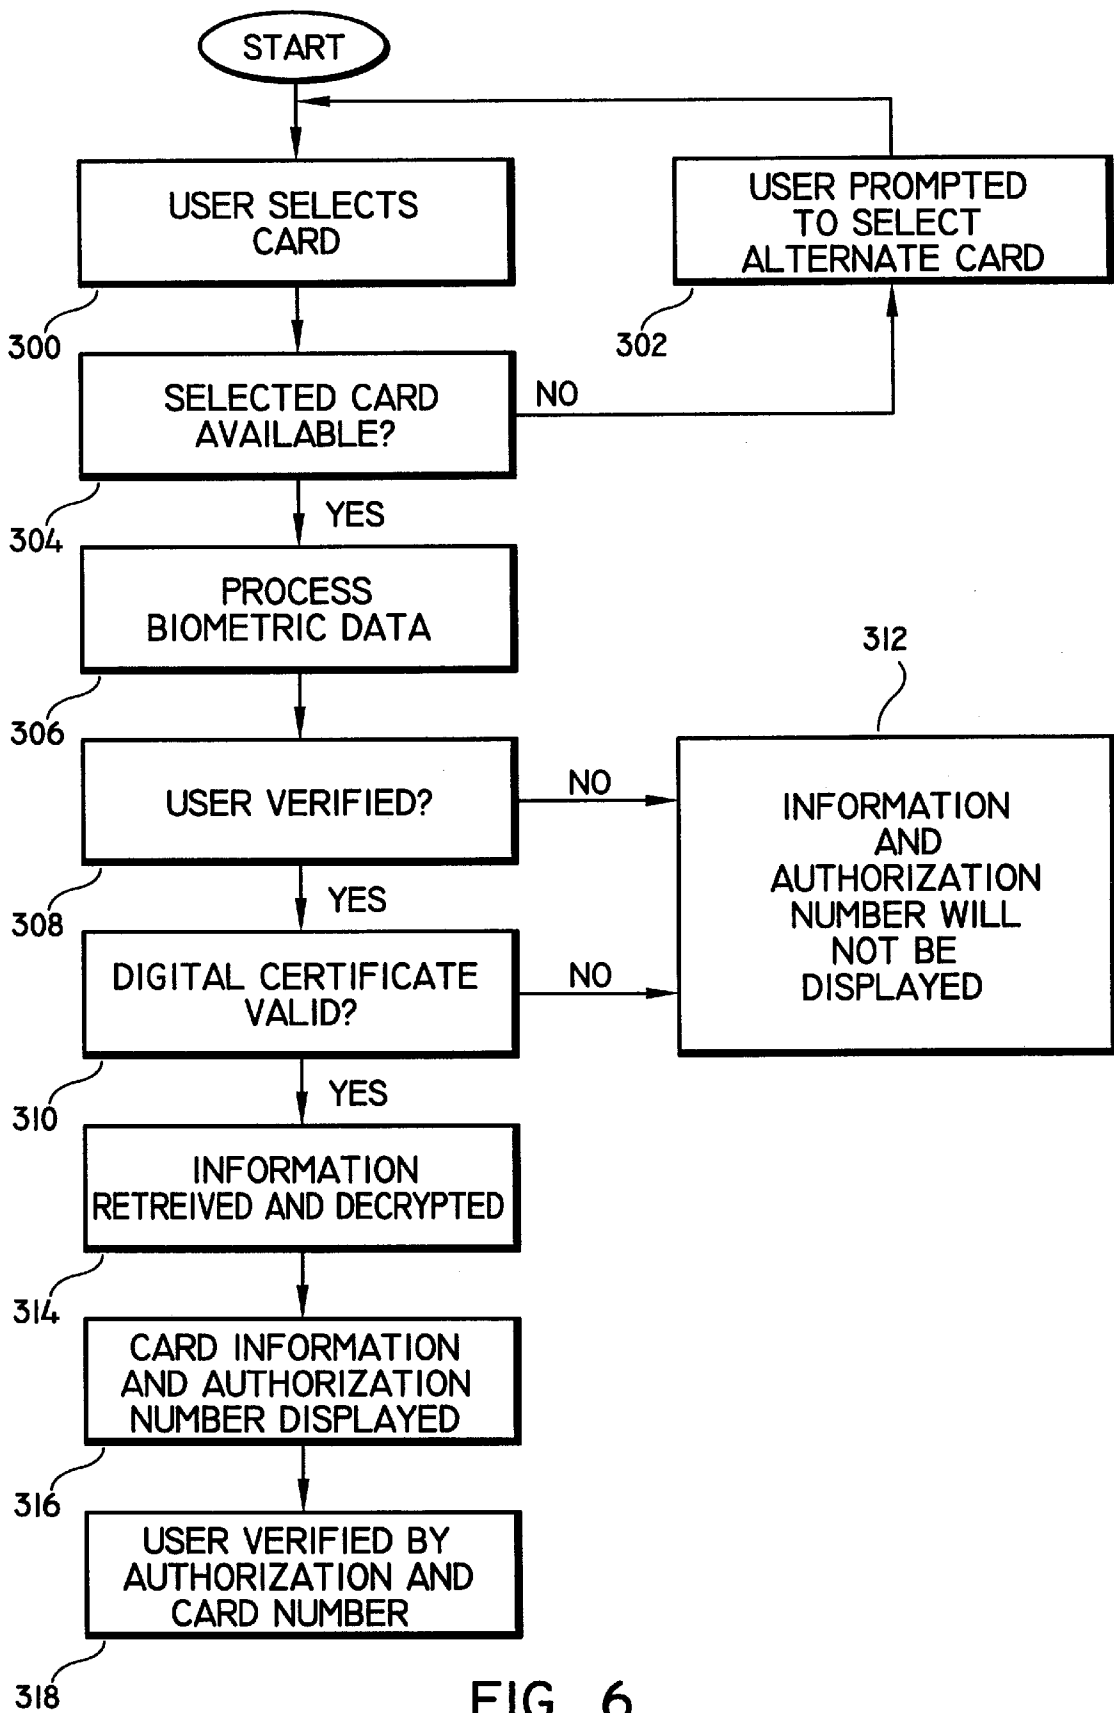 START
USER SELECTS
CARD
300
USER PROMPTED
TO SELECT
ALTERNATE CARD
302
SELECTED CARD
AVAILABLE?
NO
304
YES
PROCESS
BIOMETRIC DATA
306
USER VERIFIED?
NO
308
YES
312
INFORMATION
AND
AUTHORIZATION
NUMBER WILL
NOT BE
DISPLAYED
DIGITAL CERTIFICATE
VALID?
NO
310
YES
INFORMATION
RETREIVED AND DECRYPTED
314
CARD INFORMATION
AND AUTHORIZATION
NUMBER DISPLAYED
316
USER VERIFIED BY
AUTHORIZATION AND
CARD NUMBER
318
FIG 6